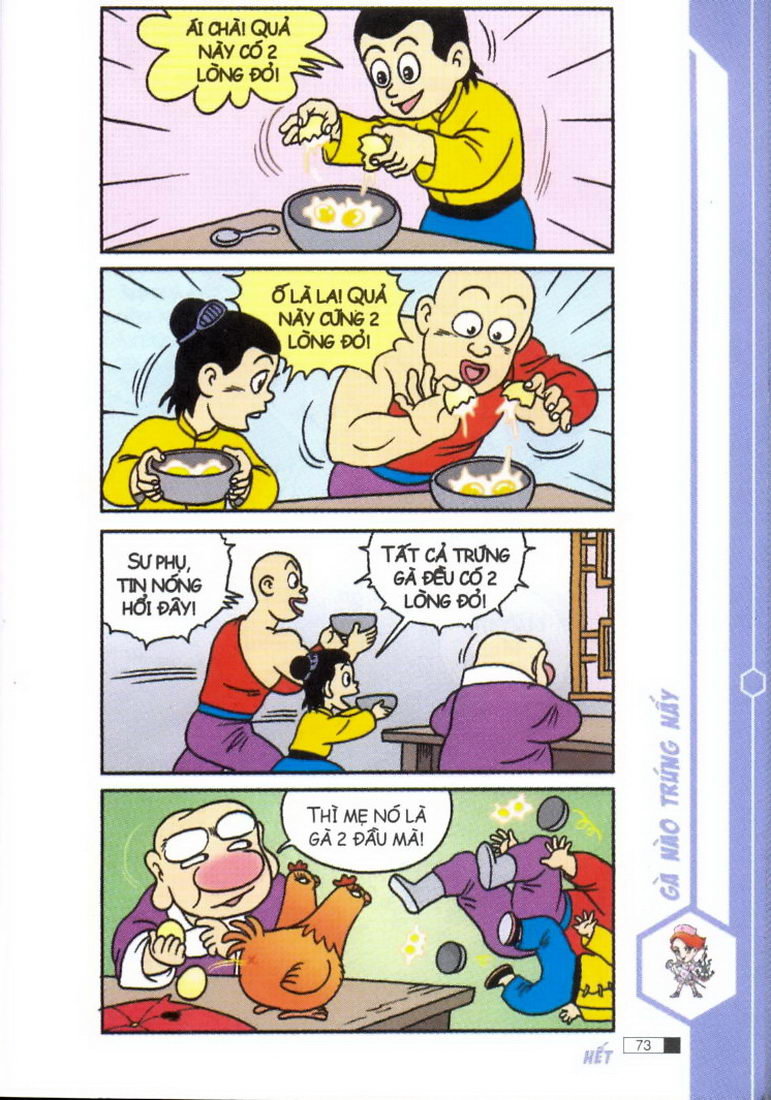 ÁI CHÀ! QUẢ
NÀY CÓ 2
LÒNG ĐỎ!
Ố LÀ LA! QUẢ
NÀY CŨNG 2
LÒNG ĐỎ!
SƯ PHỤ,
TIN NÓNG
HỔI ĐÂY!
TẤT CẢ TRỨNG
GÀ ĐỀU CÓ 2
LÒNG ĐỎ!
THÌ MẸ NÓ LÀ
GÀ 2 ĐẦU MÀ!
GÀ NÀO TRỨNG NẤY
HẾT
73